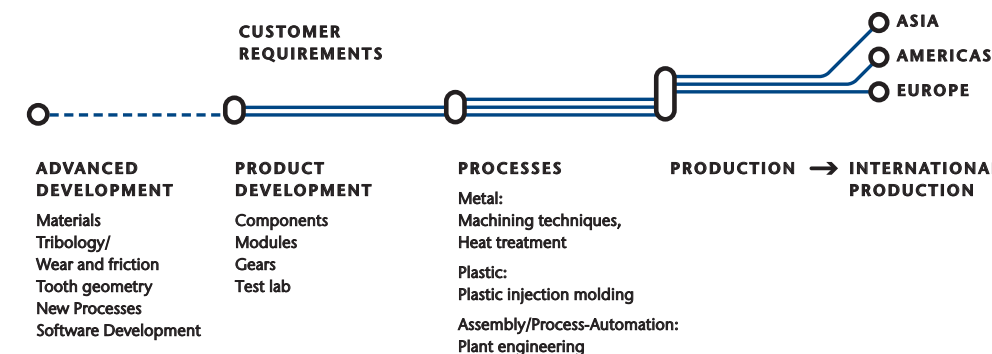 CUSTOMER
REQUIREMENTS
ASIA
AMERICAS
EUROPE
ADVANCED
DEVELOPMENT
Materials
Tribology/
Wear and friction
Tooth geometry
New Processes
Software Development
PRODUCT
DEVELOPMENT
Components
Modules
Gears
Test lab
PROCESSES
Metal:
Machining techniques,
Heat treatment
Plastic:
Plastic injection molding
Assembly/Process-Automation:
Plant engineering
PRODUCTION → INTERNATIONAL
PRODUCTION